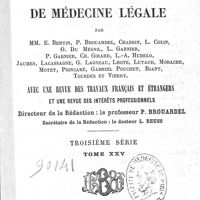 DE MÉDECINE LÉGALE
PAR
MM. E. BERTIN, P. BROUARDEL, CHARRIN, L. COLIN,
O. DU MESNIL, L. GARNIER,
P. GARNIER, CH. GIRARD, L.-A. HUDELO,
JAUMES, LACASSAGNE, G. LAGNEAU, LHOTE, LUTAUD, MORACHE,
MOTET, POINCARÉ, GABRIEL POUCHET, RIANT,
TOURDES ET VIBERT.
AVEC UNE REVUE DES TRAVAUX FRANÇAIS ET ÉTRANGERS
ET UNE REVUE DES INTÉRÊTS PROFESSIONNELS
Directeur de la Rédaction : le professeur P. BROUARDEL
Secrétaire de la Rédaction : le docteur L. REUSS
TROISIÈME SÉRIE
TOME XXV
90141